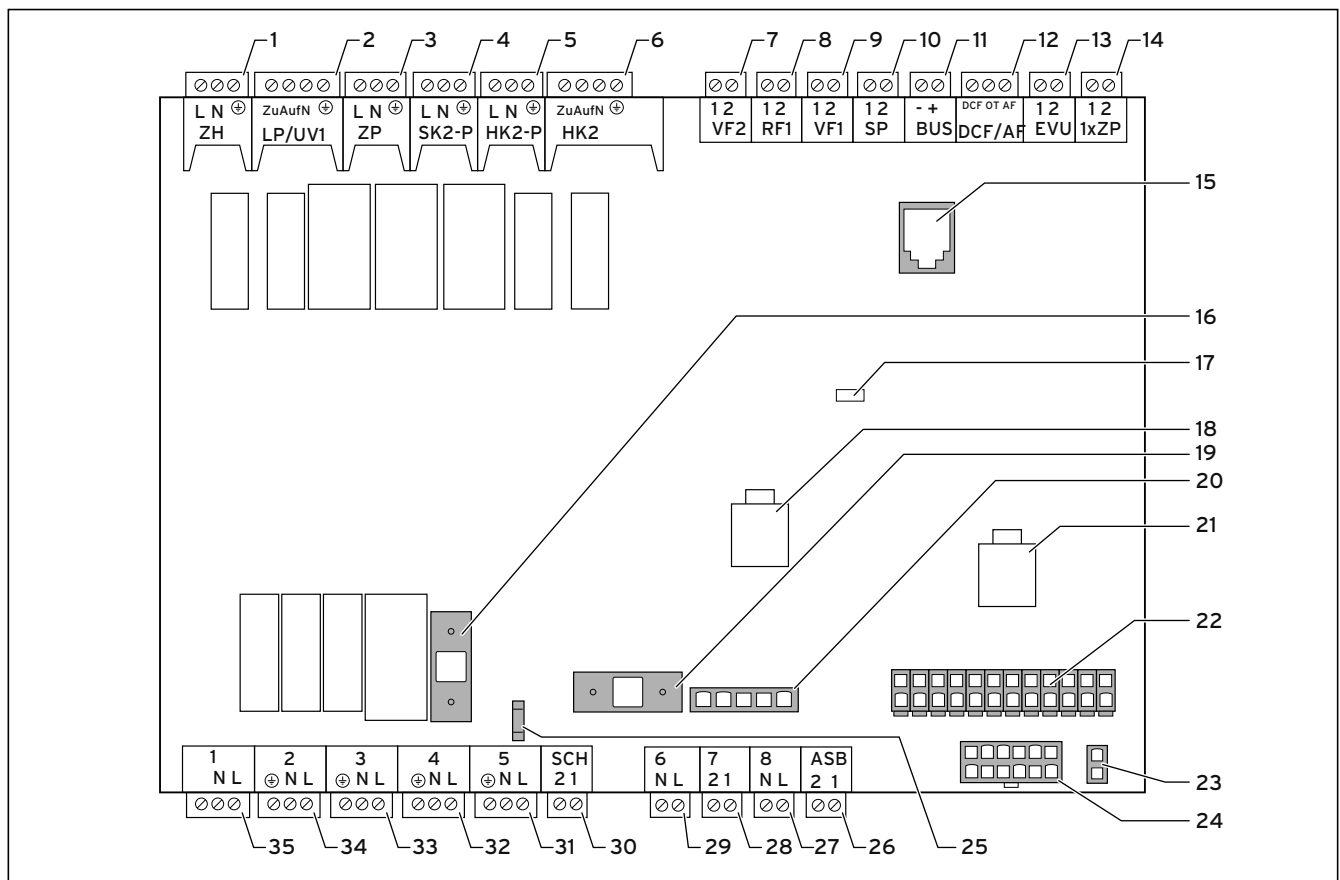 1 2 3 4 5 6 7 8 9 10 11 12 13 14
L N ZuAufN L N L N L N ZuAufN 1 2 1 2 1 2 1 2 - + DCF OT AF 1 2 1 2
ZH LP/UV1 ZP SK2-P HK2-P HK2 VF2 RF1 VF1 SP BUS DCF/AF EVU 1xZP
15
16
17
18
19
20
21
22
1 2 3 4 5 SCH 6 7 8 ASB
N L N L N L N L N L 2 1 N L 2 1 N L 2 1
23
24
35 34 33 32 31 30 29 28 27 26 25